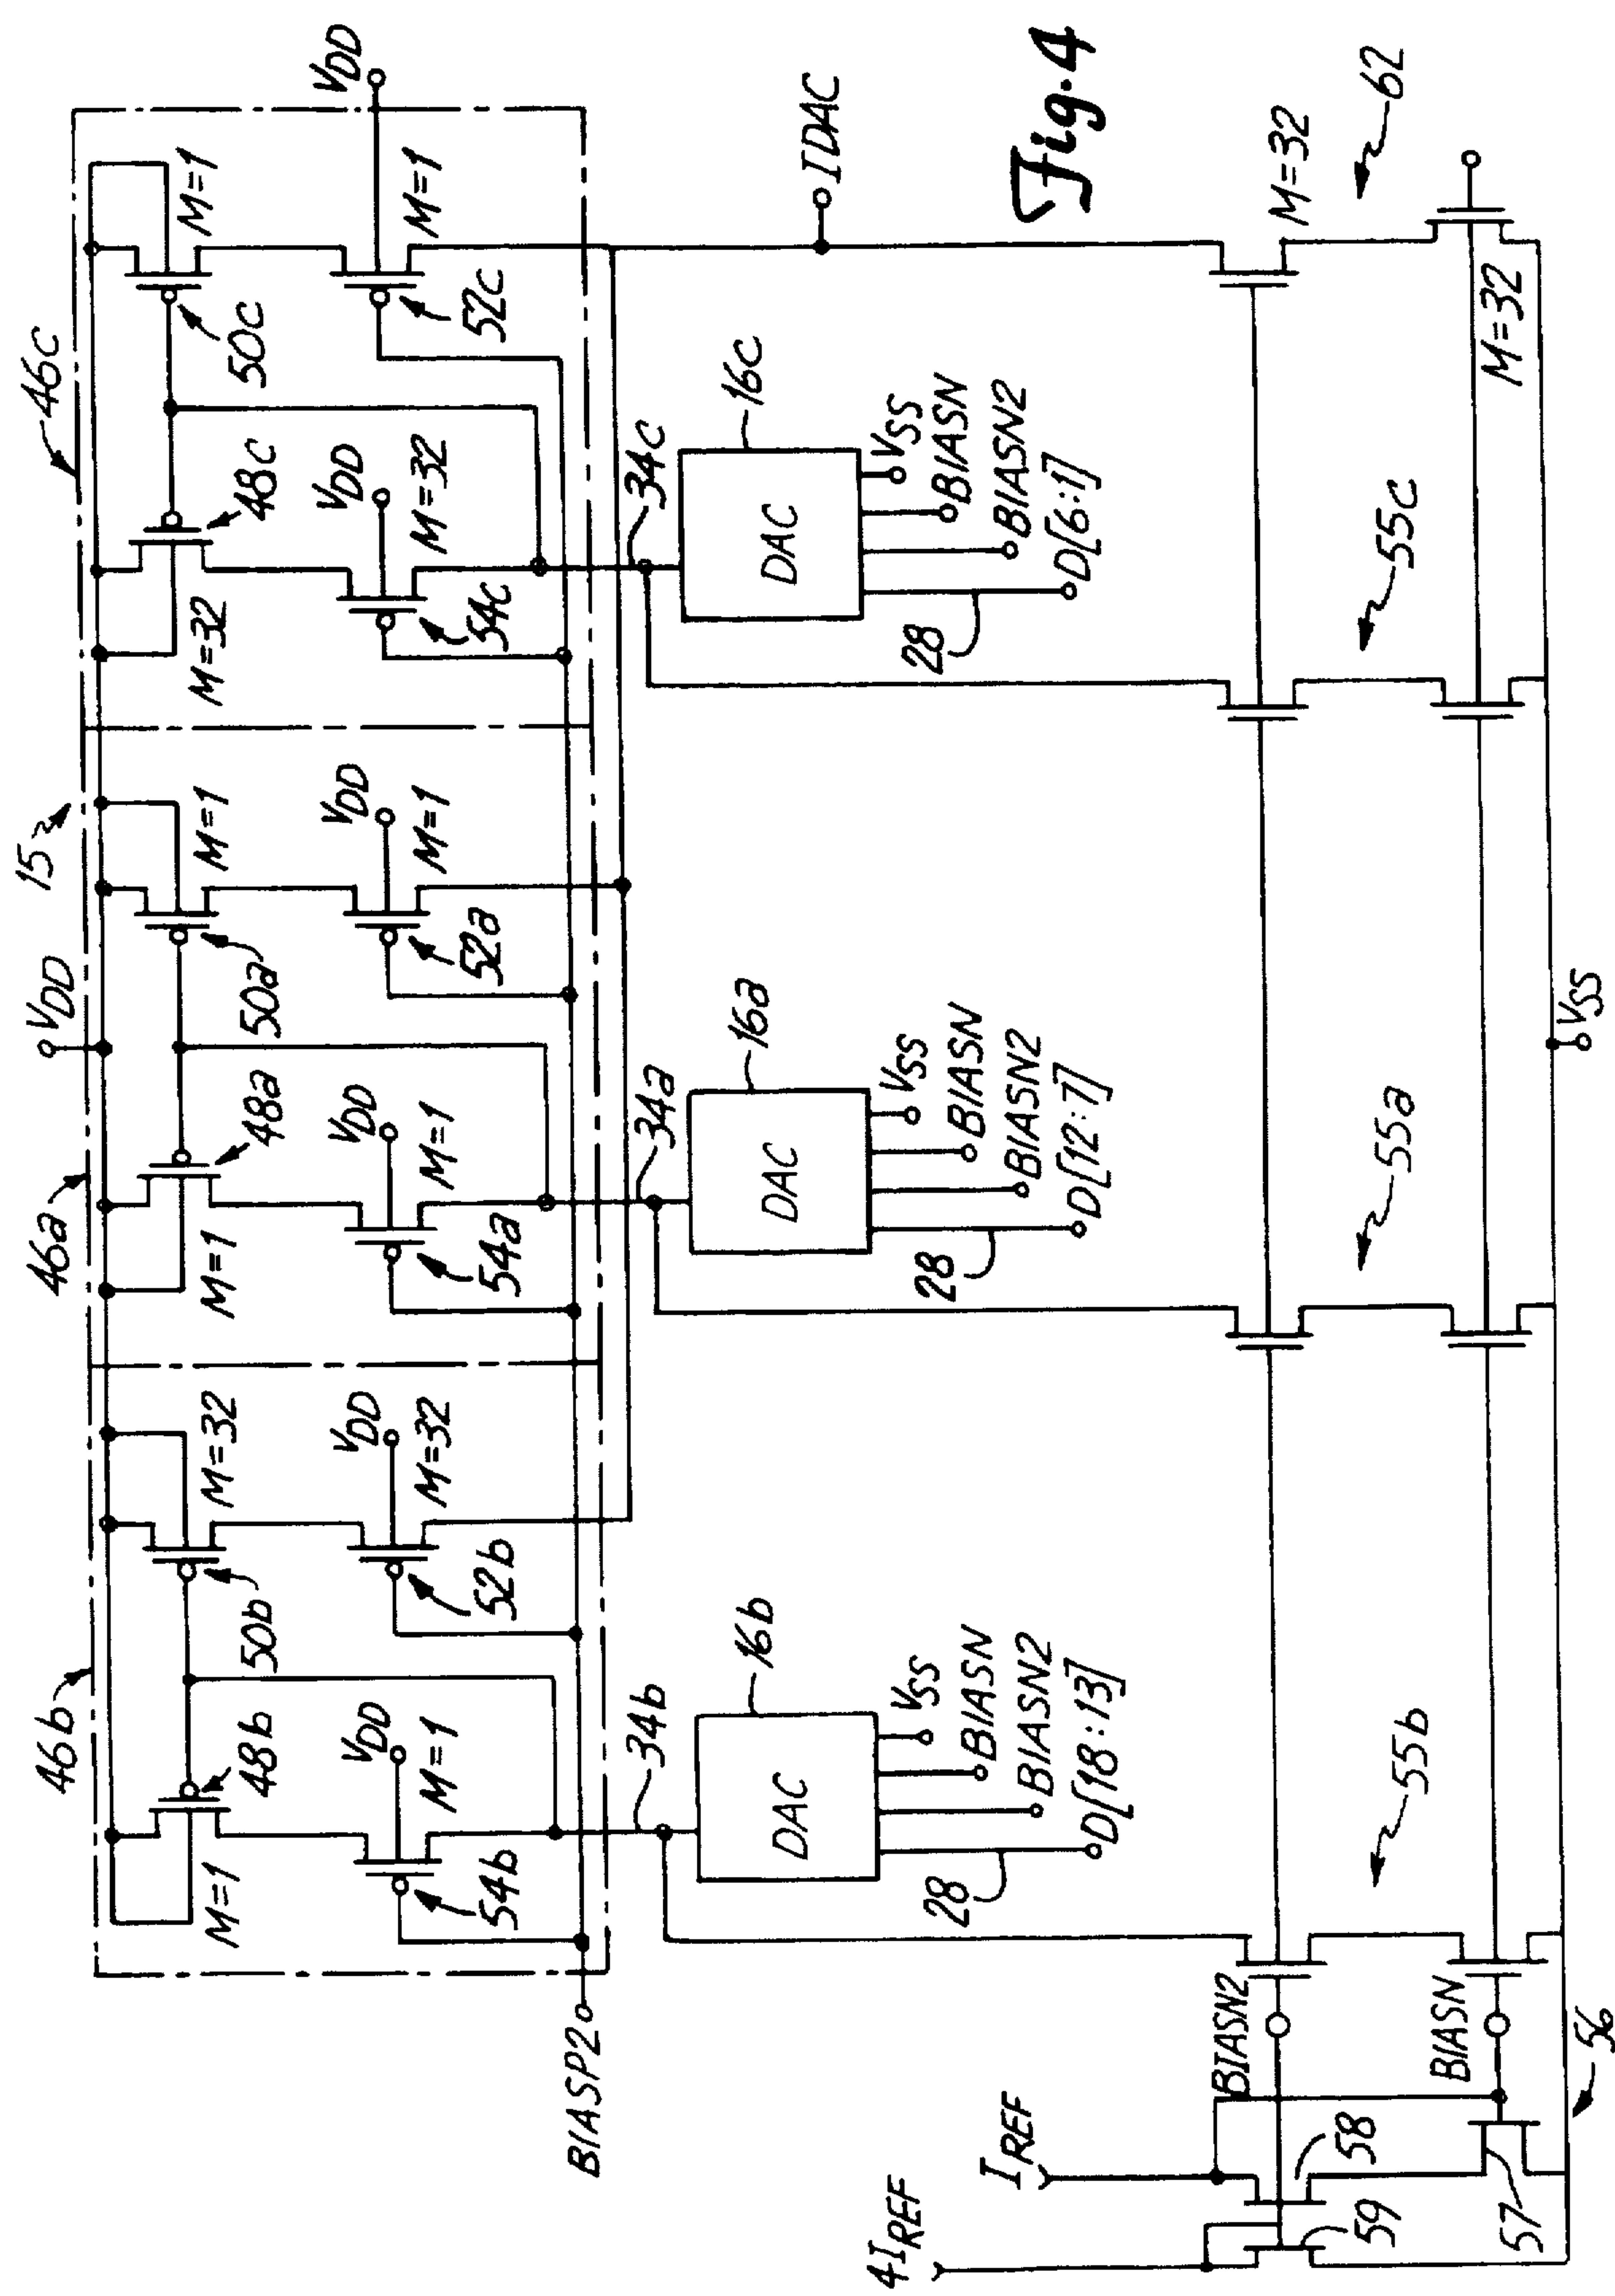 Fig. 4
15
VDD
46b
46a
46c
48b
M=1
50b
M=32
48a
M=1
50a
M=1
48c
M=32
50c
M=1
VDD
M=1
54b
VDD
M=32
52b
VDD
M=1
54a
VDD
M=1
52a
VDD
M=32
54c
VDD
M=1
52c
BIASP2
34b
34a
34c
DAC
16b
DAC
16a
DAC
16c
IDAC
28
VSS
BIASN
BIASN2
D[18:13]
28
VSS
BIASN
BIASN2
D[12:7]
28
VSS
BIASN
BIASN2
D[6:1]
4IREF
IREF
BIASN2
BIASN
59
58
57
56
55b
55a
55c
M=32
M=32
62
VSS